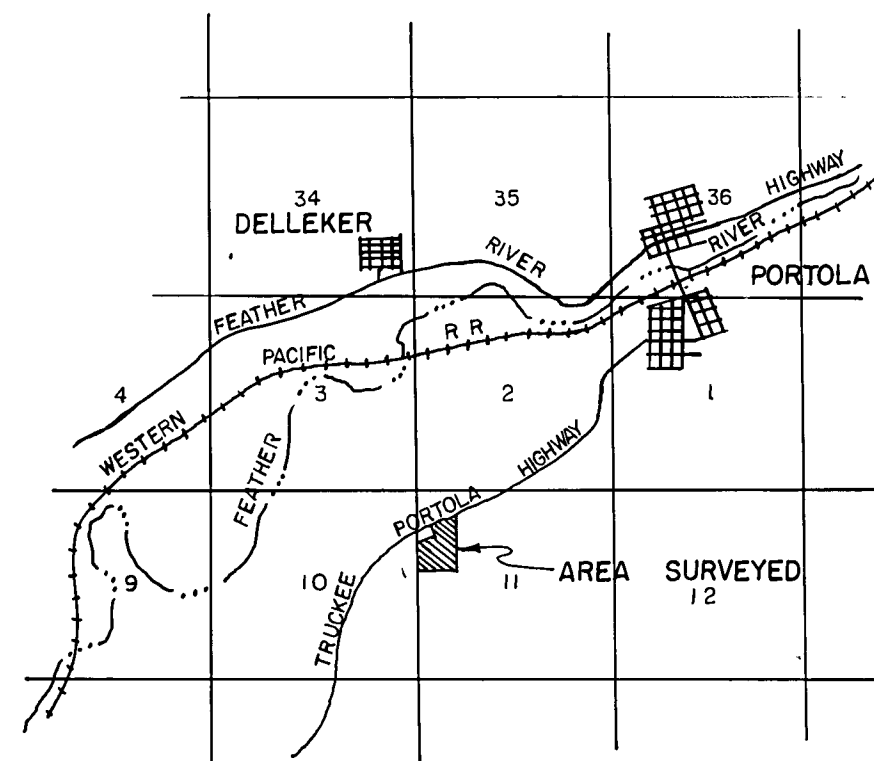 34
35
36
HIGHWAY
DELLEKER
RIVER
RIVER
PORTOLA
FEATHER
R R
PACIFIC
4
3
2
1
WESTERN
FEATHER
HIGHWAY
PORTOLA
9
10
11
AREA SURVEYED
12
TRUCKEE